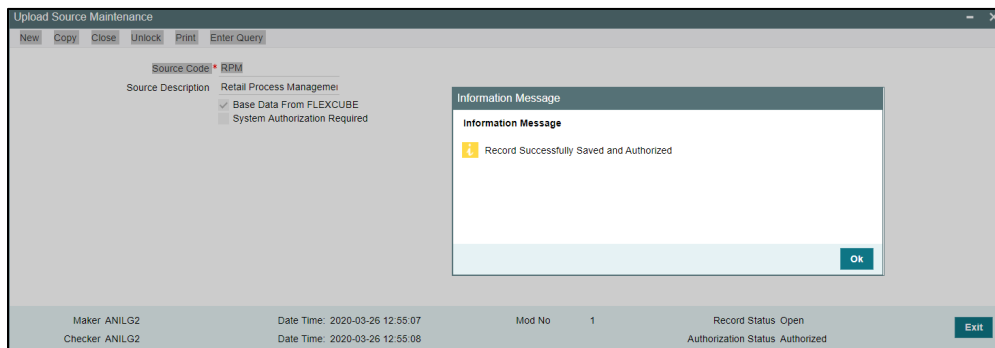 Upload Source Maintenance
New Copy Close Unlock Print Enter Query
Source Code * RPM
Source Description Retail Process Managemer
Base Data From FLEXCUBE
System Authorization Required
Information Message
Information Message
Record Successfully Saved and Authorized
Ok
Maker ANILG2 Date Time: 2020-03-26 12:55:07 Mod No 1 Record Status Open
Checker ANILG2 Date Time: 2020-03-26 12:55:08 Authorization Status Authorized
Exit